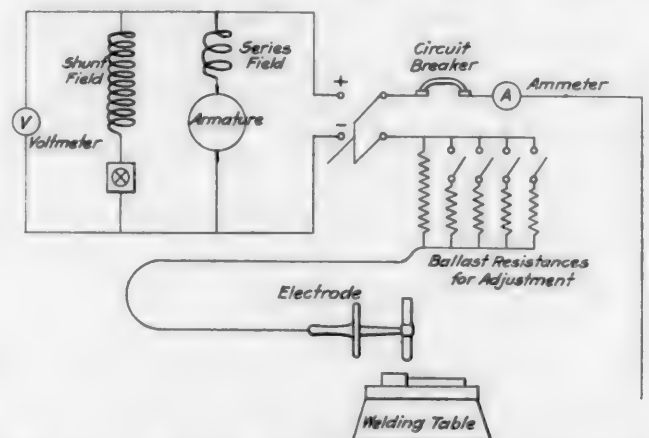 Shunt
Field
Series
Field
Circuit
Breaker
+
A
Ammeter
V
Voltmeter
Armature
-
Ballast Resistances
for Adjustment
Electrode
Welding Table